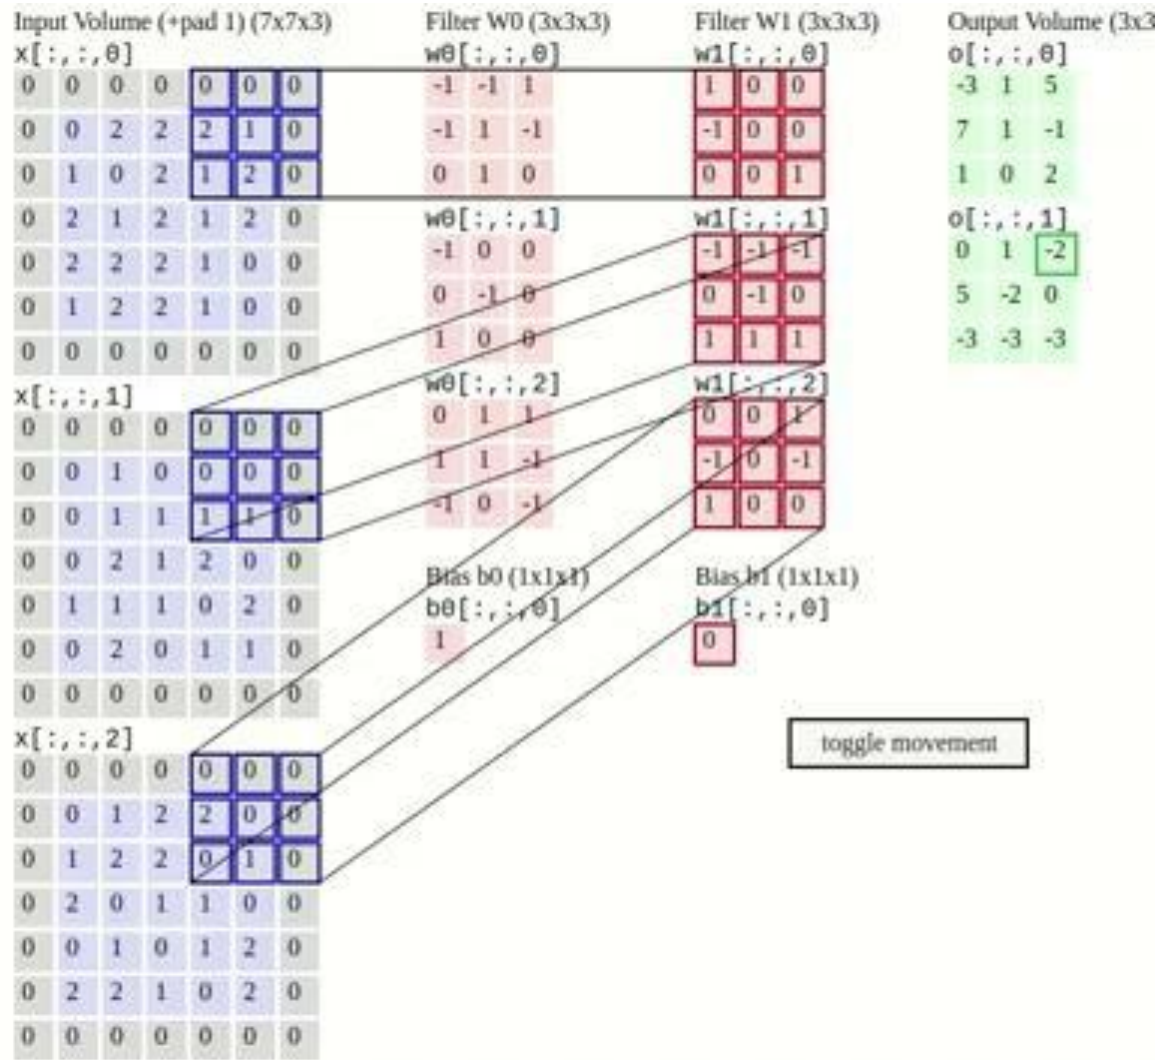 Input Volume (+pad 1) (7x7x3)
x[:,:,0]
0 0 0 0 0 0 0
0 0 2 2 2 1 0
0 1 0 2 1 2 0
0 2 1 2 1 2 0
0 2 2 2 1 0 0
0 1 2 2 1 0 0
0 0 0 0 0 0 0
x[:,:,1]
0 0 0 0 0 0 0
0 0 1 0 0 0 0
0 0 1 1 1 1 0
0 0 2 1 2 0 0
0 1 1 1 0 2 0
0 0 2 0 1 1 0
0 0 0 0 0 0 0
x[:,:,2]
0 0 0 0 0 0 0
0 0 1 2 2 0 0
0 1 2 2 0 1 0
0 2 0 1 1 0 0
0 0 1 0 1 2 0
0 2 2 1 0 2 0
0 0 0 0 0 0 0
Filter W0 (3x3x3)
w0[:,:,0]
-1 -1 1
-1 1 -1
0 1 0
w0[:,:,1]
-1 0 0
0 -1 0
1 0 0
w0[:,:,2]
0 1 1
1 1 -1
-1 0 -1
Bias b0 (1x1x1)
b0[:,:,0]
1
Filter W1 (3x3x3)
w1[:,:,0]
1 0 0
-1 0 0
0 0 1
w1[:,:,1]
-1 -1 -1
0 -1 0
1 1 1
w1[:,:,2]
0 0 1
-1 0 -1
1 0 0
Bias b1 (1x1x1)
b1[:,:,0]
0
Output Volume (3x3
o[:,:,0]
-3 1 5
7 1 -1
1 0 2
o[:,:,1]
0 1 -2
5 -2 0
-3 -3 -3
toggle movement